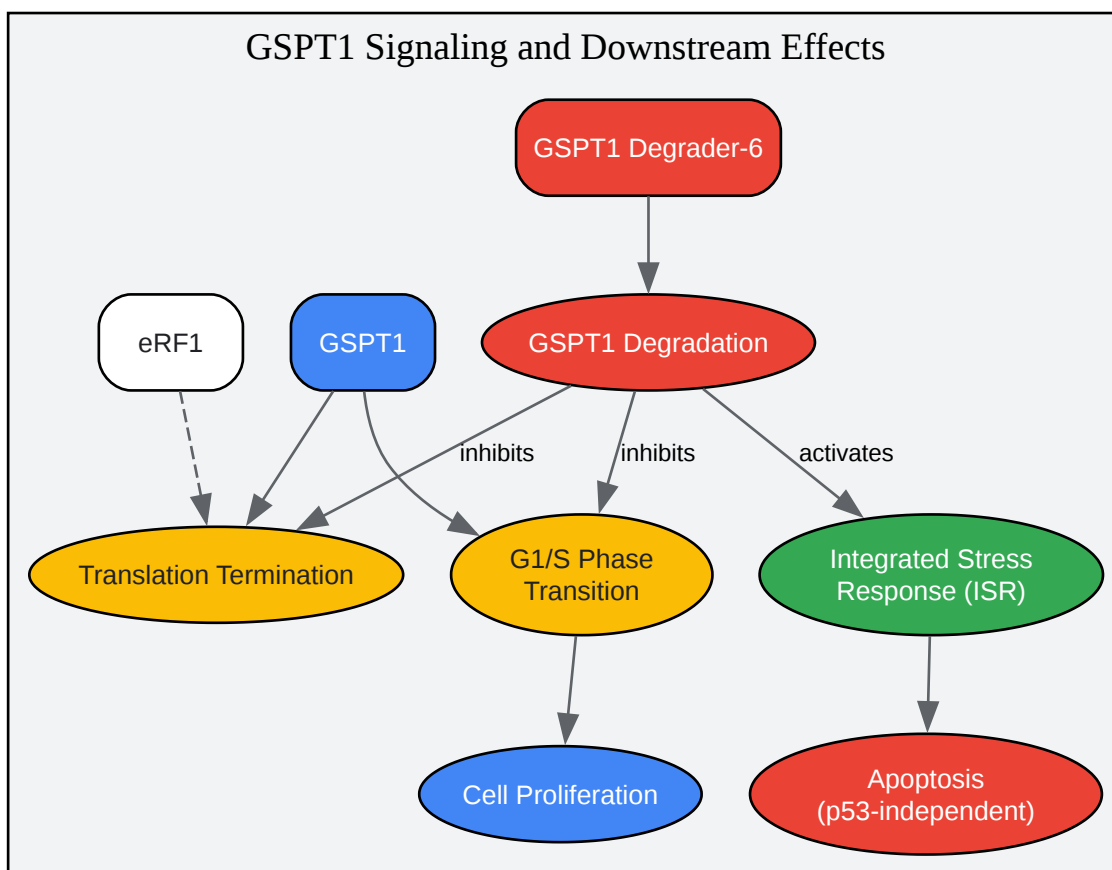 GSPT1 Signaling and Downstream Effects
GSPT1 Degrader-6
eRF1
GSPT1
GSPT1 Degradation
inhibits
inhibits
activates
Translation Termination
G1/S Phase
Transition
Integrated Stress
Response (ISR)
Cell Proliferation
Apoptosis
(p53-independent)